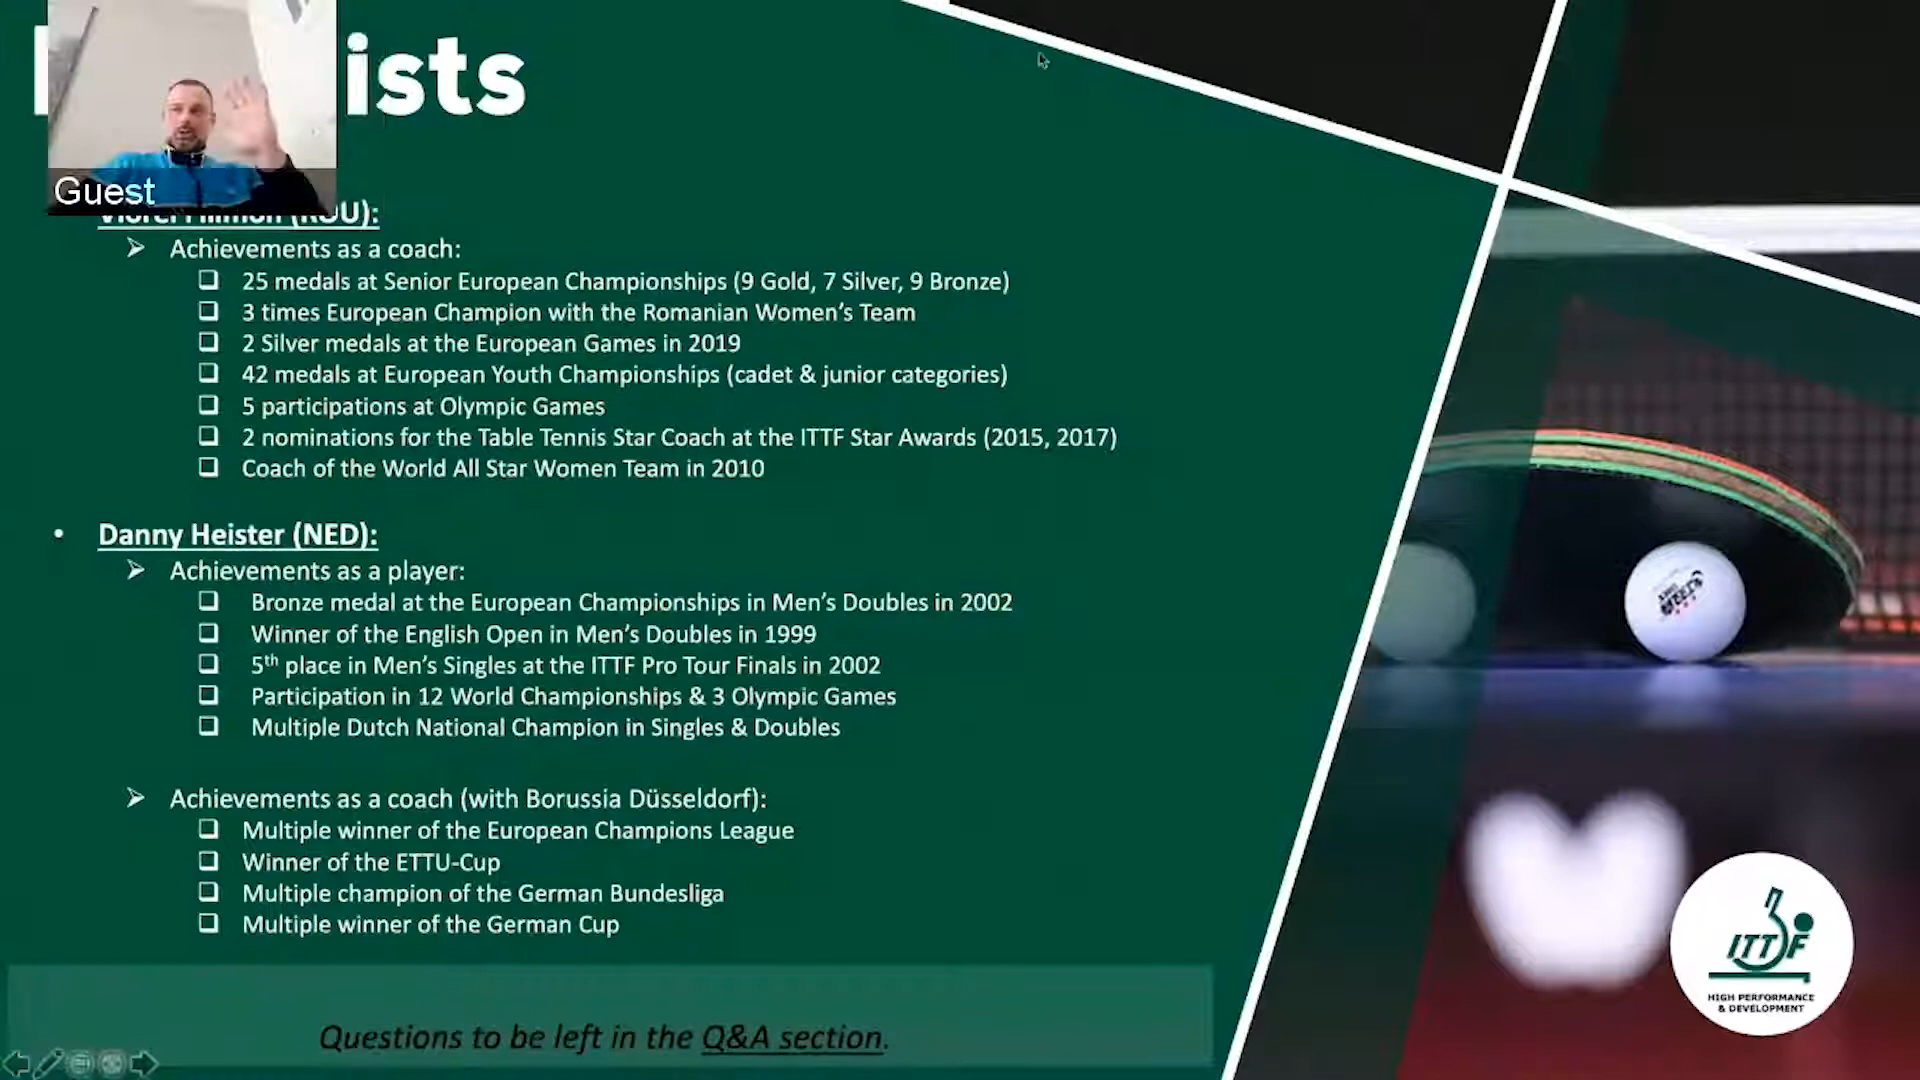 ists
Guest
Viorel Filimon (ROU):
Achievements as a coach:
25 medals at Senior European Championships (9 Gold, 7 Silver, 9 Bronze)
3 times European Champion with the Romanian Women’s Team
2 Silver medals at the European Games in 2019
42 medals at European Youth Championships (cadet & junior categories)
5 participations at Olympic Games
2 nominations for the Table Tennis Star Coach at the ITTF Star Awards (2015, 2017)
Coach of the World All Star Women Team in 2010
• Danny Heister (NED):
Achievements as a player:
Bronze medal at the European Championships in Men’s Doubles in 2002
Winner of the English Open in Men’s Doubles in 1999
5th place in Men’s Singles at the ITTF Pro Tour Finals in 2002
Participation in 12 World Championships & 3 Olympic Games
Multiple Dutch National Champion in Singles & Doubles
Achievements as a coach (with Borussia Düsseldorf):
Multiple winner of the European Champions League
Winner of the ETTU-Cup
Multiple champion of the German Bundesliga
Multiple winner of the German Cup
Questions to be left in the Q&A section.
ITTF
HIGH PERFORMANCE
& DEVELOPMENT